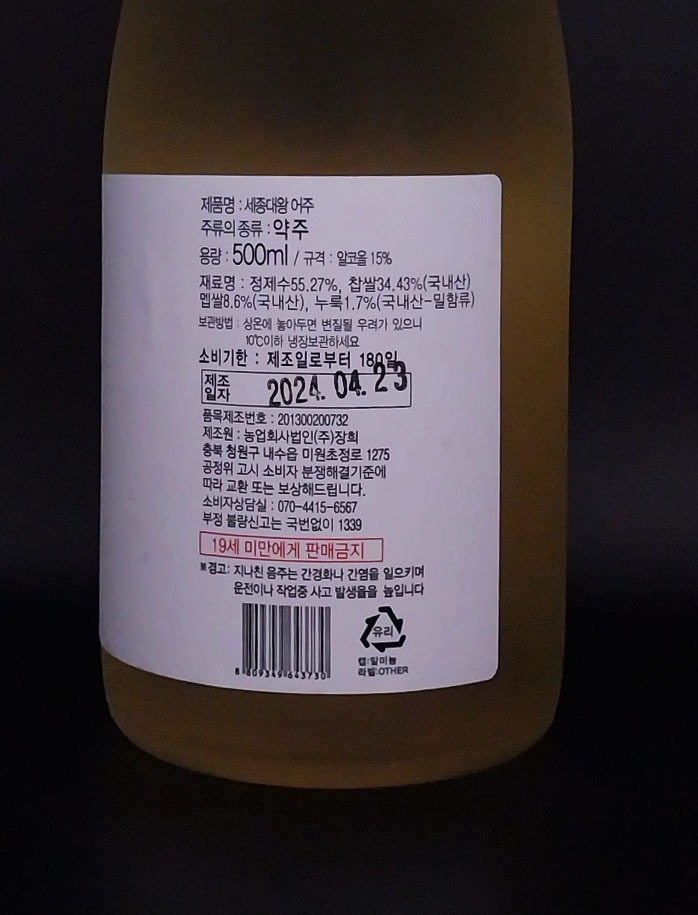 제품명 : 세종대왕 어주
주류의 종류 : 약주
용량 : 500ml / 규격 : 알코올 15%
재료명 : 정제수55.27%, 찹쌀34.43%(국내산)
멥쌀8.6%(국내산), 누룩1.7%(국내산-밀함류)
보관방법 : 상온에 놓아두면 변질될 우려가 있으니
10℃이하 냉장보관하세요
소비기한 : 제조일로부터 180일
제조
일자 2024. 04. 23
품목제조번호 : 201300200732
제조원 : 농업회사법인(주)장희
충북 청원구 내수읍 미원초정로 1275
공정위 고시 소비자 분쟁해결기준에
따라 교환 또는 보상해드립니다.
소비자상담실 : 070-4415-6567
부정 불량신고는 국번없이 1339
19세 미만에게 판매금지
※경고: 지나친 음주는 간경화나 간염을 일으키며
운전이나 작업중 사고 발생율을 높입니다
8 809349 643730
유리
캡:알미늄
라벨:OTHER